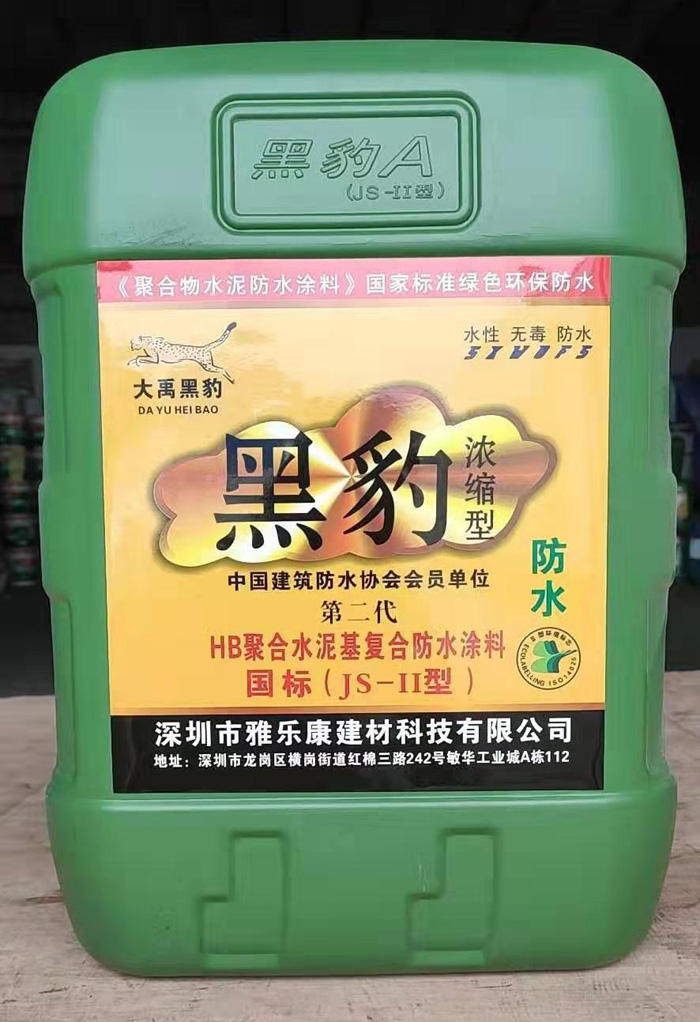 黑豹A
(JS-II型)
《聚合物水泥防水涂料》国家标准绿色环保防水
水性 无毒 防水
大禹黑豹
DA YU HEI BAO
黑豹
浓缩型
中国建筑防水协会会员单位
防水
第二代
HB聚合水泥基复合防水涂料
国标(JS-II型)
深圳市雅乐康建材科技有限公司
地址:深圳市龙岗区横岗街道红棉三路242号敏华工业城A栋112